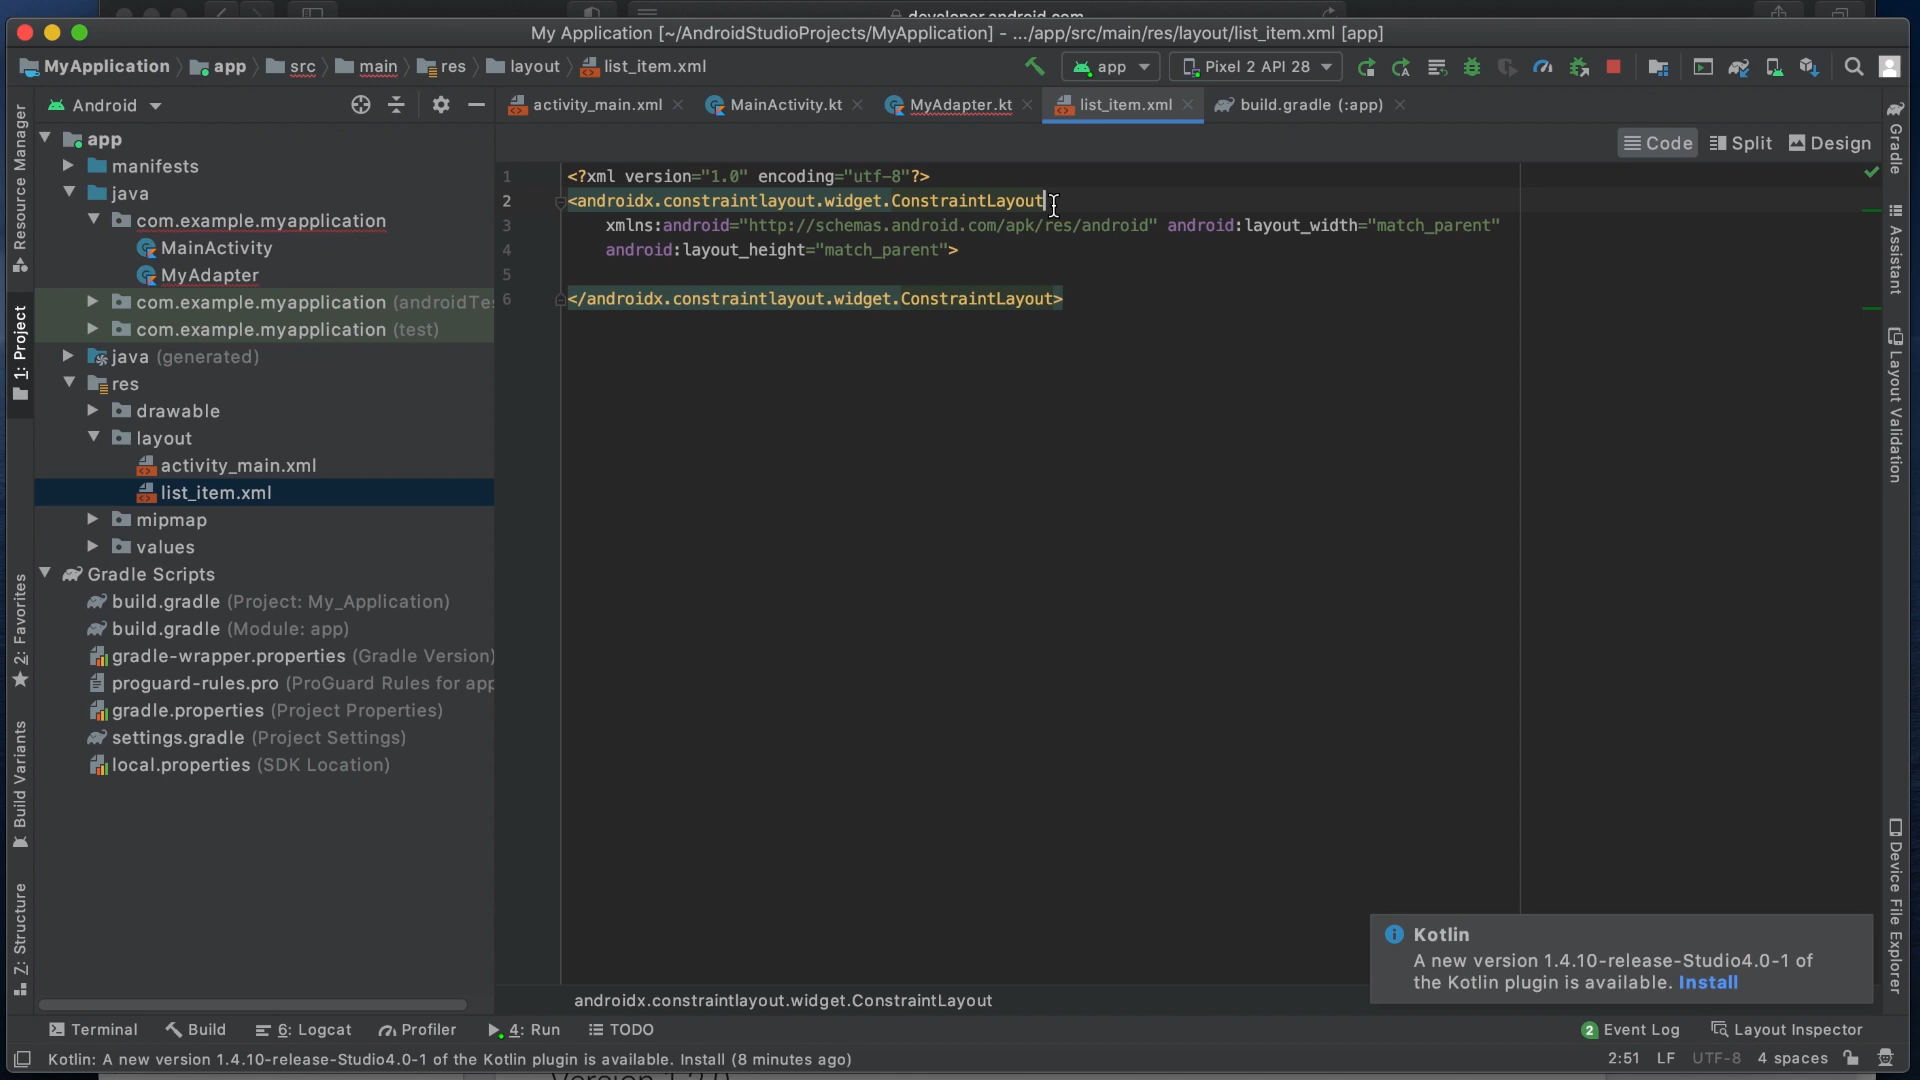 developer.android.com
My Application [~/AndroidStudioProjects/MyApplication] - .../app/src/main/res/layout/list_item.xml [app]
MyApplication app src main res layout list_item.xml
app Pixel 2 API 28
Android
activity_main.xml MainActivity.kt MyAdapter.kt list_item.xml build.gradle (:app)
Code Split Design
app
manifests
java
com.example.myapplication
MainActivity
MyAdapter
com.example.myapplication (androidTes
com.example.myapplication (test)
java (generated)
res
drawable
layout
activity_main.xml
list_item.xml
mipmap
values
Gradle Scripts
build.gradle (Project: My_Application)
build.gradle (Module: app)
gradle-wrapper.properties (Gradle Version)
proguard-rules.pro (ProGuard Rules for app
gradle.properties (Project Properties)
settings.gradle (Project Settings)
local.properties (SDK Location)
1 <?xml version="1.0" encoding="utf-8"?>
2 <androidx.constraintlayout.widget.ConstraintLayout
3 xmlns:android="http://schemas.android.com/apk/res/android" android:layout_width="match_parent"
4 android:layout_height="match_parent">
5
6 </androidx.constraintlayout.widget.ConstraintLayout>
androidx.constraintlayout.widget.ConstraintLayout
Resource Manager
1: Project
2: Favorites
Build Variants
Z: Structure
Gradle
Assistant
Layout Validation
Device File Explorer
Kotlin
A new version 1.4.10-release-Studio4.0-1 of
the Kotlin plugin is available. Install
Terminal Build 6: Logcat Profiler 4: Run TODO
2 Event Log Layout Inspector
Kotlin: A new version 1.4.10-release-Studio4.0-1 of the Kotlin plugin is available. Install (8 minutes ago)
2:51 LF UTF-8 4 spaces